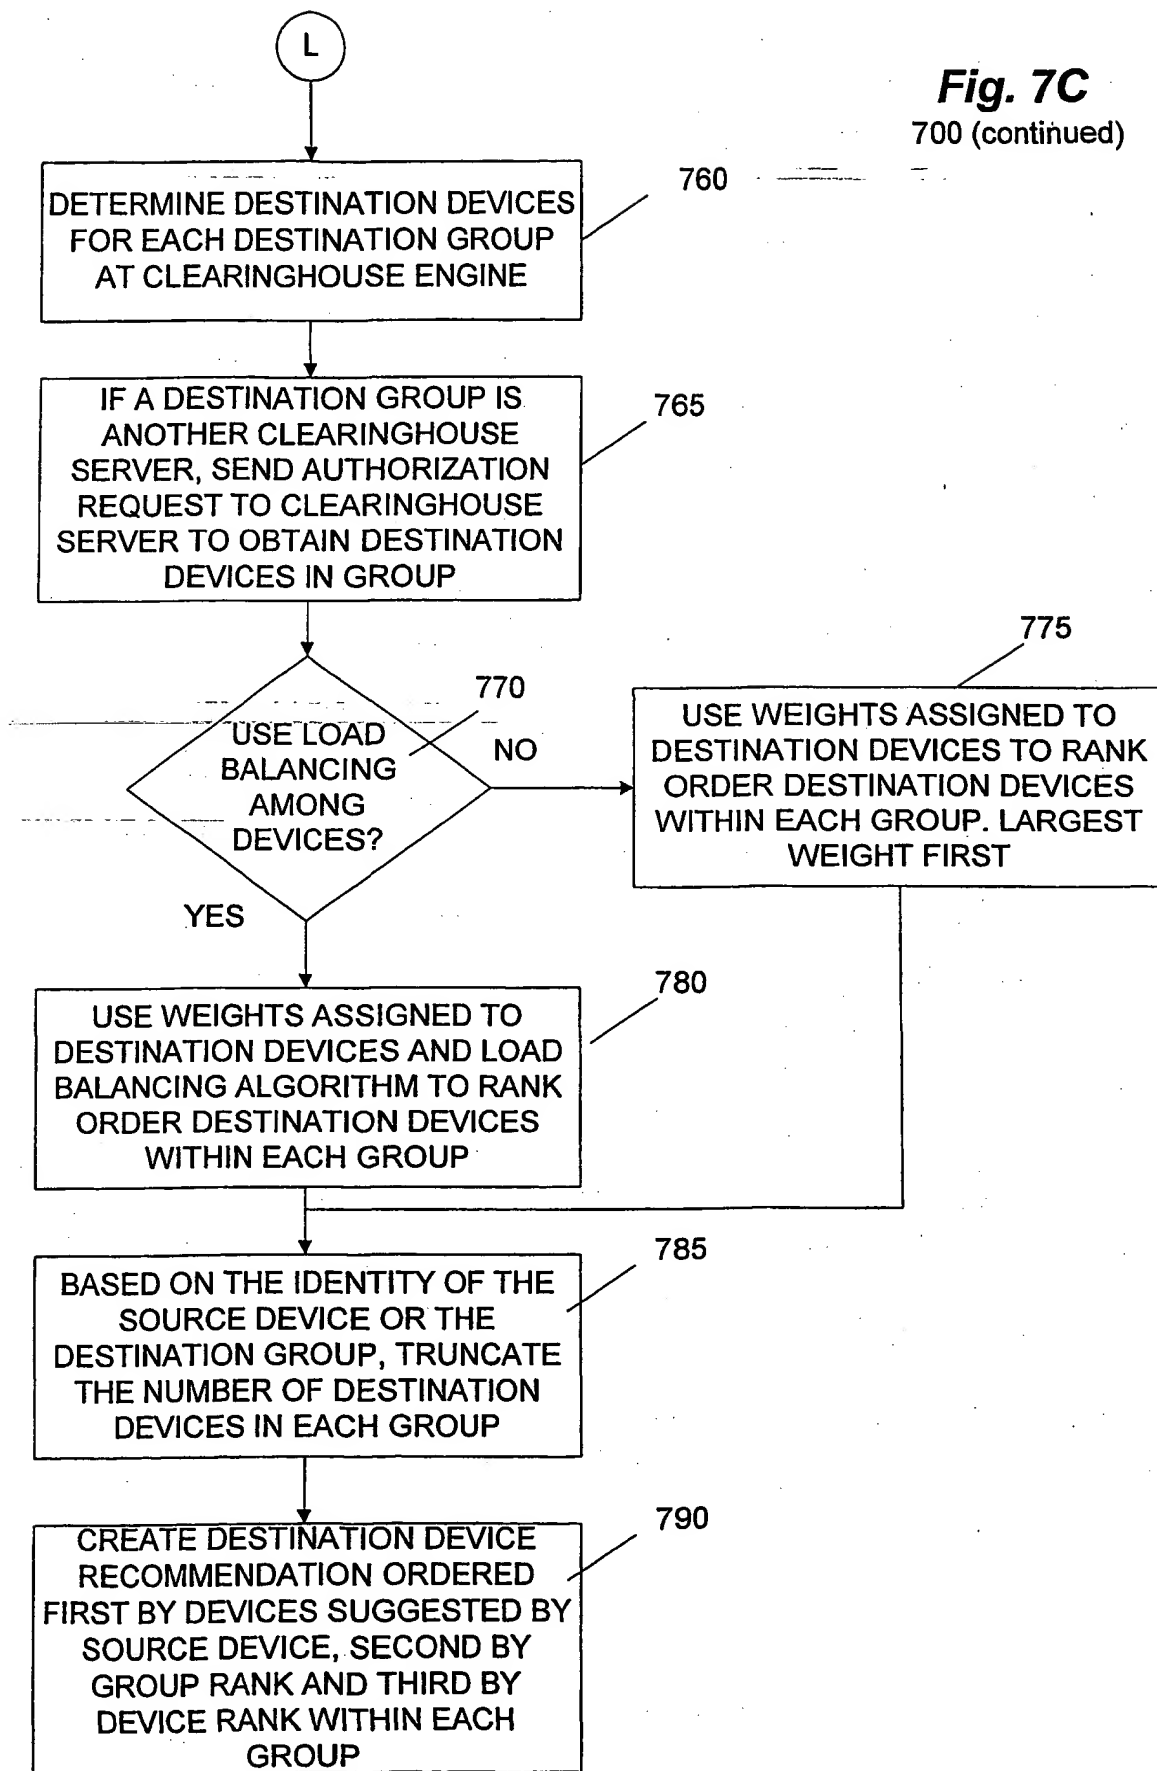 L
Fig. 7C
700 (continued)
760
DETERMINE DESTINATION DEVICES
FOR EACH DESTINATION GROUP
AT CLEARINGHOUSE ENGINE
765
IF A DESTINATION GROUP IS
ANOTHER CLEARINGHOUSE
SERVER, SEND AUTHORIZATION
REQUEST TO CLEARINGHOUSE
SERVER TO OBTAIN DESTINATION
DEVICES IN GROUP
770
USE LOAD
BALANCING
AMONG
DEVICES?
NO
YES
775
USE WEIGHTS ASSIGNED TO
DESTINATION DEVICES TO RANK
ORDER DESTINATION DEVICES
WITHIN EACH GROUP. LARGEST
WEIGHT FIRST
780
USE WEIGHTS ASSIGNED TO
DESTINATION DEVICES AND LOAD
BALANCING ALGORITHM TO RANK
ORDER DESTINATION DEVICES
WITHIN EACH GROUP
785
BASED ON THE IDENTITY OF THE
SOURCE DEVICE OR THE
DESTINATION GROUP, TRUNCATE
THE NUMBER OF DESTINATION
DEVICES IN EACH GROUP
790
CREATE DESTINATION DEVICE
RECOMMENDATION ORDERED
FIRST BY DEVICES SUGGESTED BY
SOURCE DEVICE, SECOND BY
GROUP RANK AND THIRD BY
DEVICE RANK WITHIN EACH
GROUP